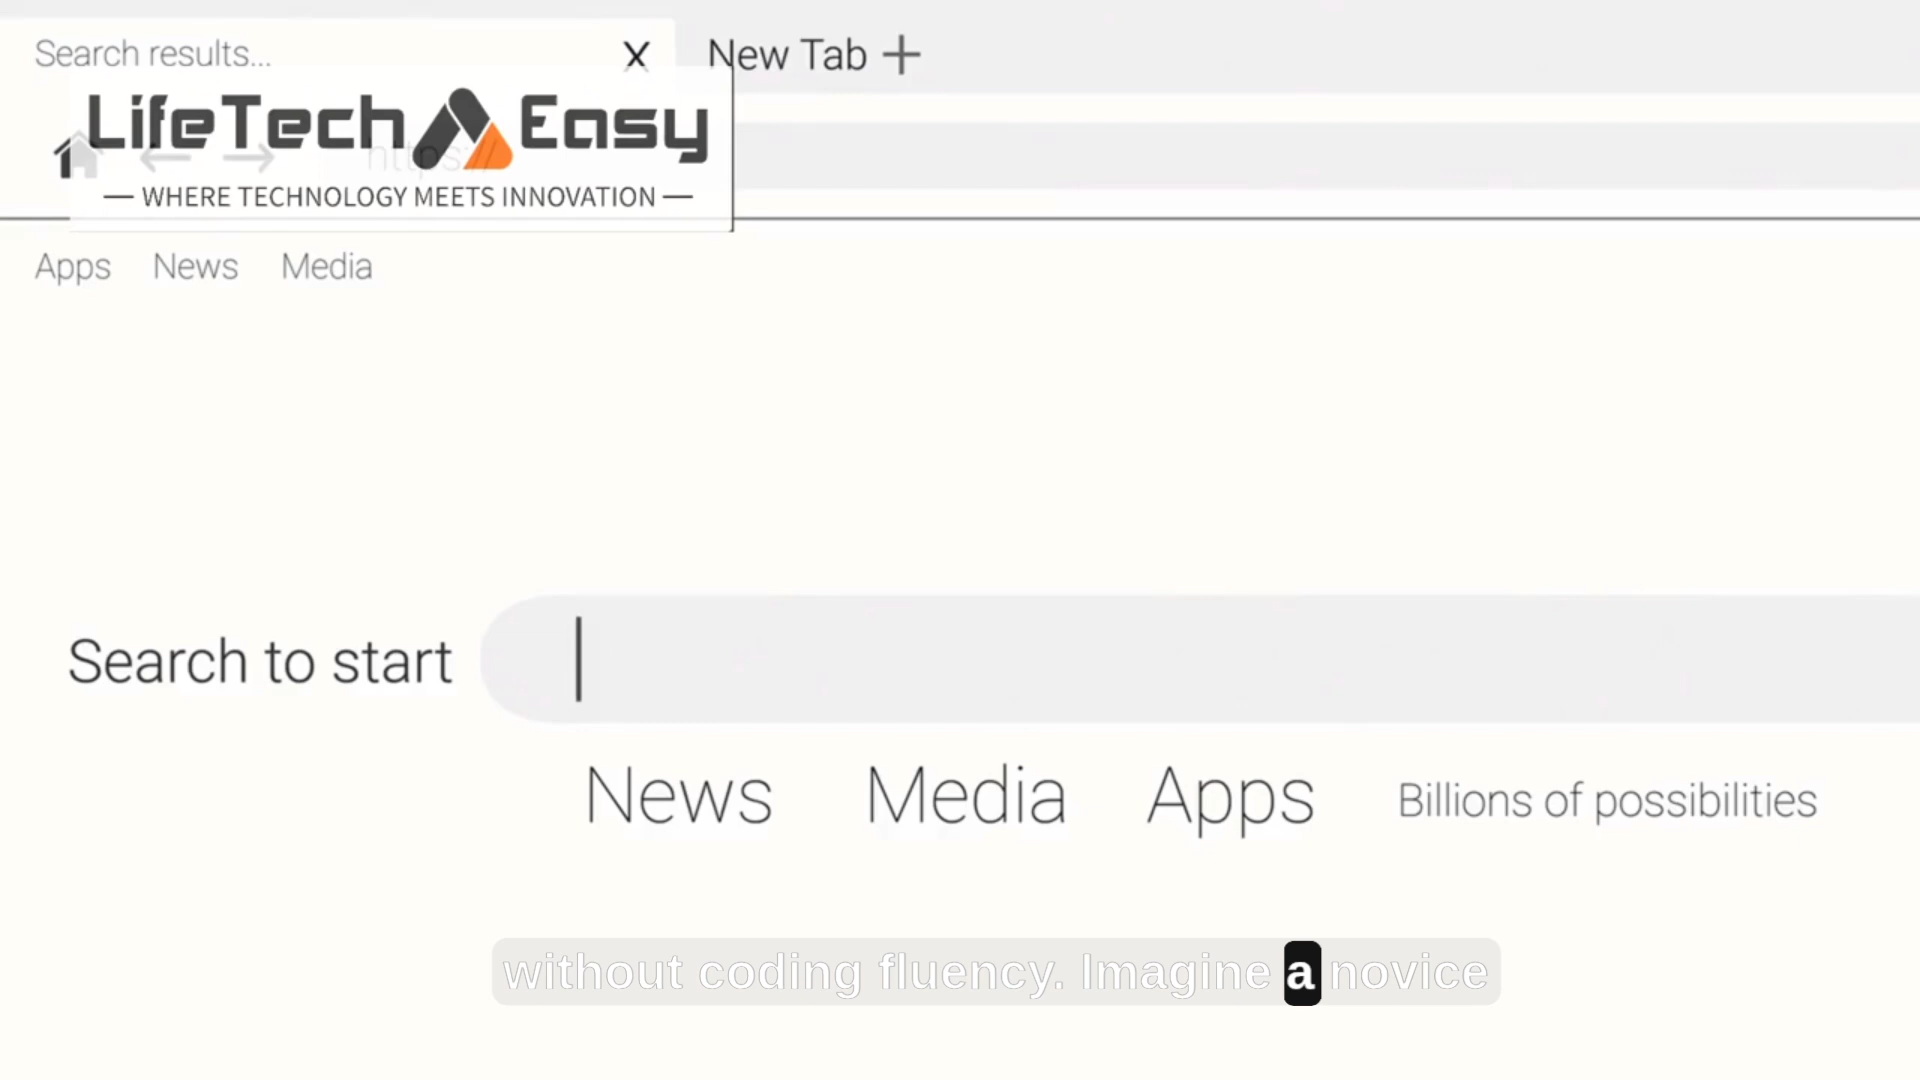 Search results...
X
New Tab +
LifeTech Easy
https://
— WHERE TECHNOLOGY MEETS INNOVATION —
Apps News Media
Search to start
News Media Apps Billions of possibilities
without coding fluency. Imagine a novice